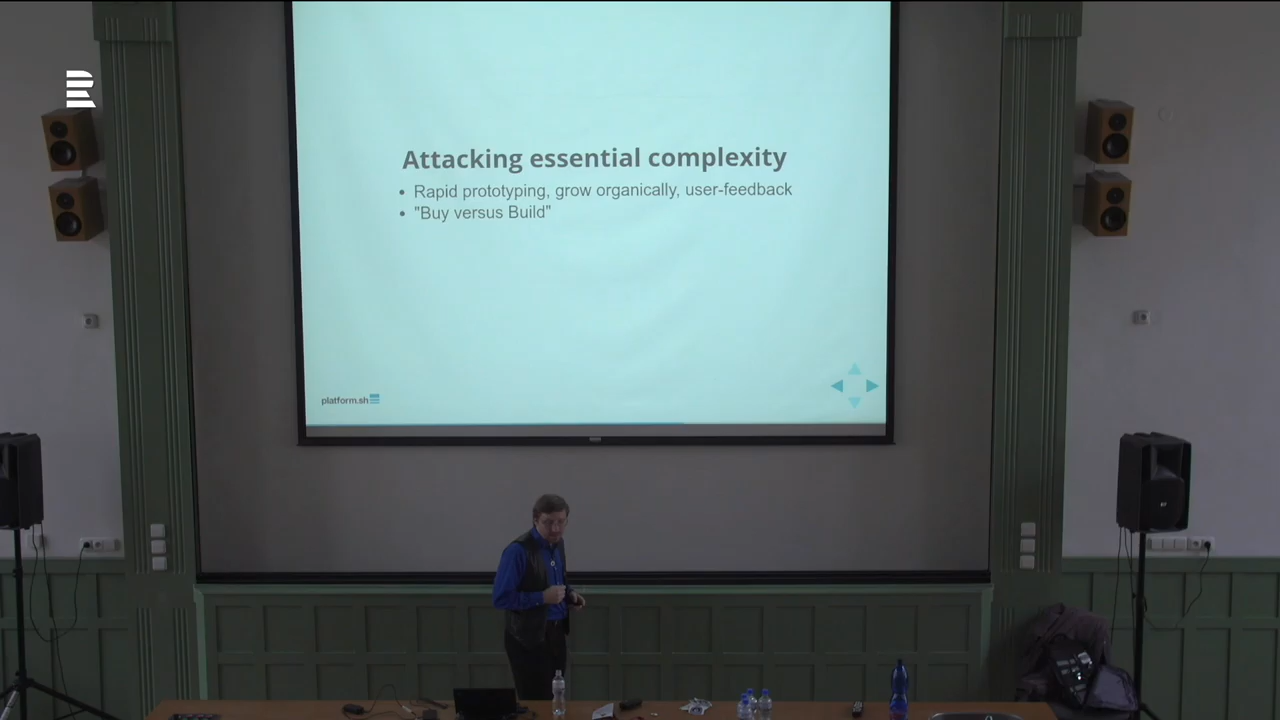 Attacking essential complexity
• Rapid prototyping, grow organically, user-feedback
• "Buy versus Build"
platform.sh